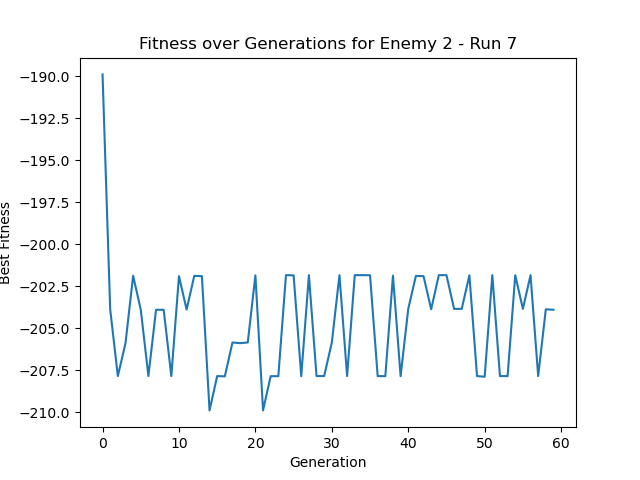 Fitness over Generations for Enemy 2 - Run 7
−190.0
−192.5
−195.0
−197.5
−200.0
−202.5
−205.0
−207.5
−210.0
Best Fitness
0 10 20 30 40 50 60
Generation